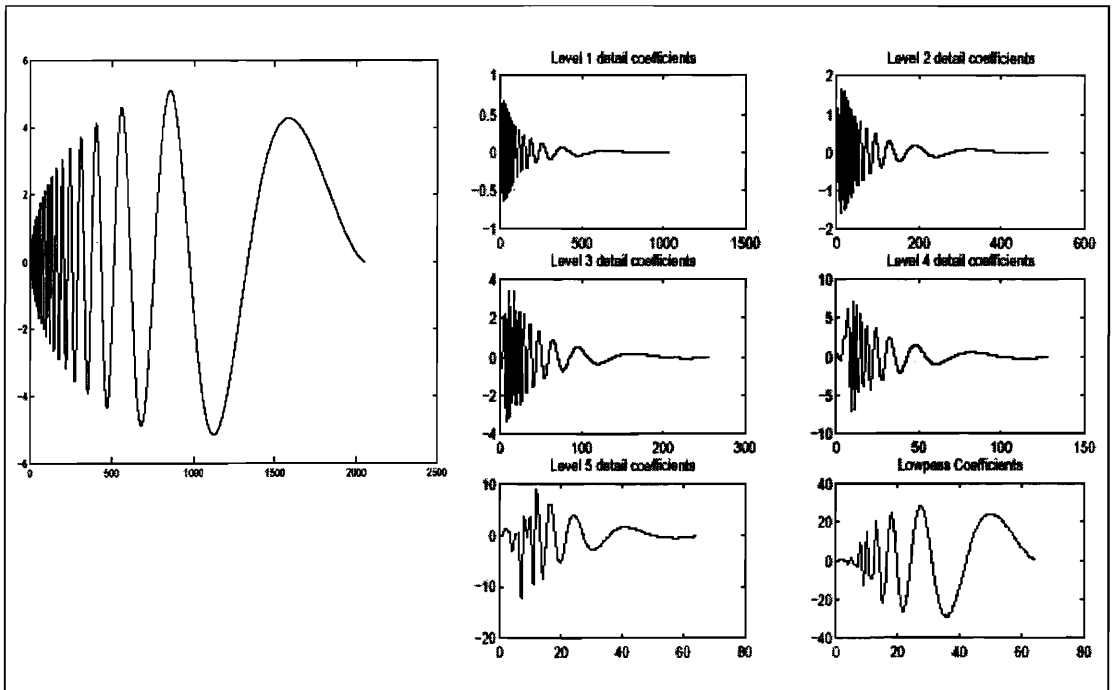 6
4
2
0
-2
-4
-6
0 500 1000 1500 2000 2500
Level 1 detail coefficients
1
0.5
0
-0.5
-1
0 500 1000 1500
Level 2 detail coefficients
2
1
0
-1
-2
0 200 400 600
Level 3 detail coefficients
4
2
0
-2
-4
0 100 200 300
Level 4 detail coefficients
10
5
0
-5
-10
0 50 100 150
Level 5 detail coefficients
10
0
-10
-20
0 20 40 60 80
Lowpass Coefficients
40
20
0
-20
-40
0 20 40 60 80